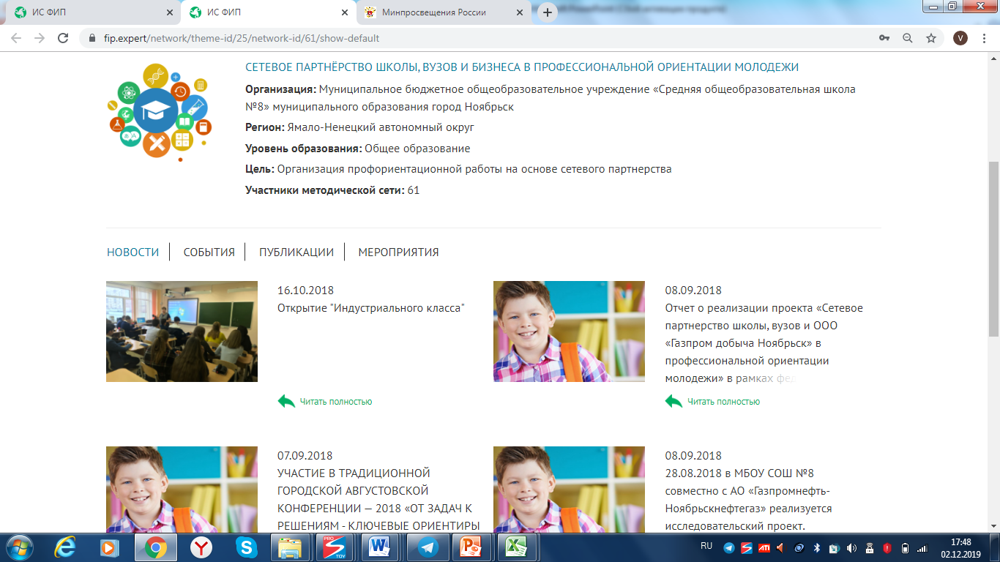 ИС ФИП
ИС ФИП
Минпросвещения России
fip.expert/network/theme-id/25/network-id/61/show-default
V
СЕТЕВОЕ ПАРТНЁРСТВО ШКОЛЫ, ВУЗОВ И БИЗНЕСА В ПРОФЕССИОНАЛЬНОЙ ОРИЕНТАЦИИ МОЛОДЕЖИ
Организация: Муниципальное бюджетное общеобразовательное учреждение «Средняя общеобразовательная школа
№8» муниципального образования город Ноябрьск
Регион: Ямало-Ненецкий автономный округ
Уровень образования: Общее образование
Цель: Организация профориентационной работы на основе сетевого партнерства
Участники методической сети: 61
НОВОСТИ СОБЫТИЯ ПУБЛИКАЦИИ МЕРОПРИЯТИЯ
16.10.2018
Открытие "Индустриального класса"
Читать полностью
08.09.2018
Отчет о реализации проекта «Сетевое
партнерство школы, вузов и ООО
«Газпром добыча Ноябрьск» в
профессиональной ориентации
молодежи» в рамках
Читать полностью
07.09.2018
УЧАСТИЕ В ТРАДИЦИОННОЙ
ГОРОДСКОЙ АВГУСТОВСКОЙ
КОНФЕРЕНЦИИ — 2018 «ОТ ЗАДАЧ К
РЕШЕНИЯМ - КЛЮЧЕВЫЕ ОРИЕНТИРЫ
08.09.2018
28.08.2018 в МБОУ СОШ №8
совместно с АО «Газпромнефть-
Ноябрьскнефтегаз» реализуется
исследовательский проект.
PRO
TOY
RU
ATI
17:48
02.12.2019